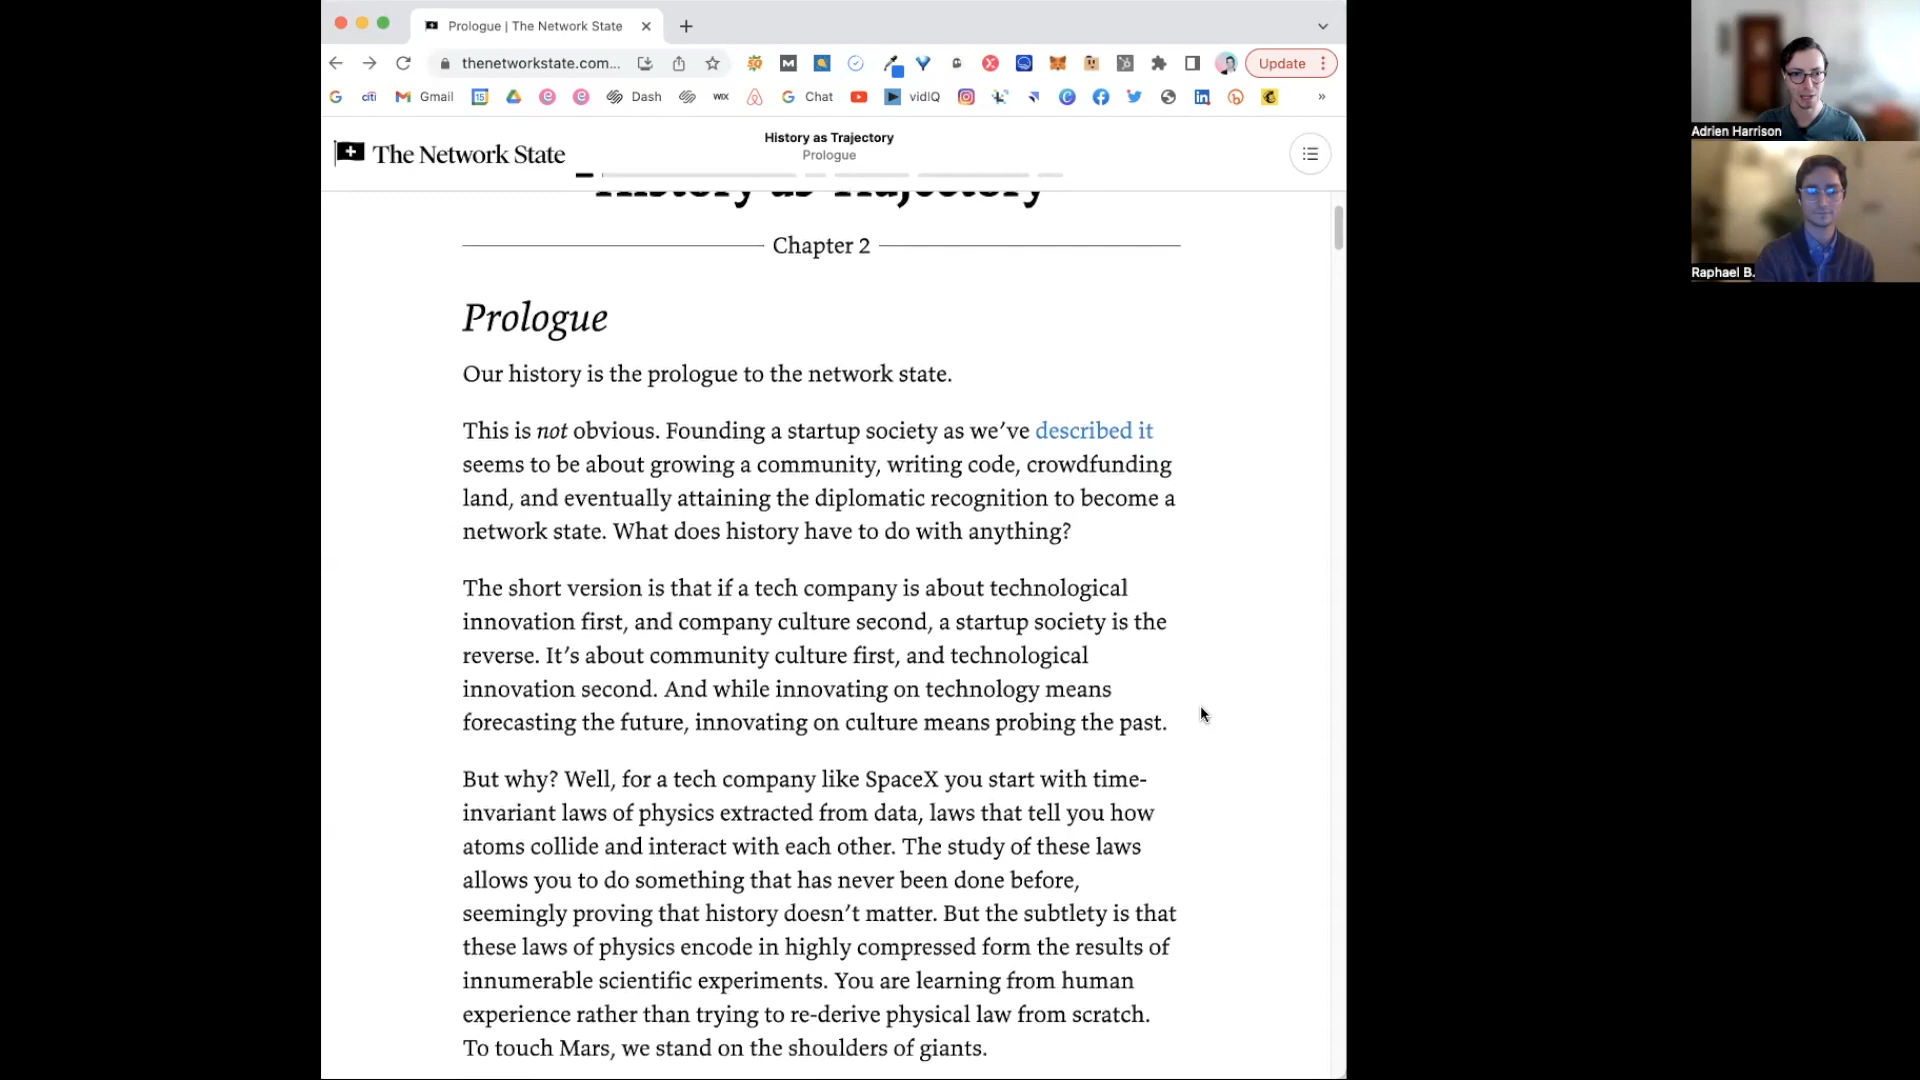 Prologue | The Network State
thenetworkstate.com...
Update
citi
Gmail
Dash
WIX
Chat
vidIQ
The Network State
History as Trajectory
Prologue
History as Trajectory
Chapter 2
Prologue
Our history is the prologue to the network state.
This is not obvious. Founding a startup society as we’ve described it
seems to be about growing a community, writing code, crowdfunding
land, and eventually attaining the diplomatic recognition to become a
network state. What does history have to do with anything?
The short version is that if a tech company is about technological
innovation first, and company culture second, a startup society is the
reverse. It’s about community culture first, and technological
innovation second. And while innovating on technology means
forecasting the future, innovating on culture means probing the past.
But why? Well, for a tech company like SpaceX you start with time-
invariant laws of physics extracted from data, laws that tell you how
atoms collide and interact with each other. The study of these laws
allows you to do something that has never been done before,
seemingly proving that history doesn’t matter. But the subtlety is that
these laws of physics encode in highly compressed form the results of
innumerable scientific experiments. You are learning from human
experience rather than trying to re-derive physical law from scratch.
To touch Mars, we stand on the shoulders of giants.
Adrien Harrison
Raphael B.